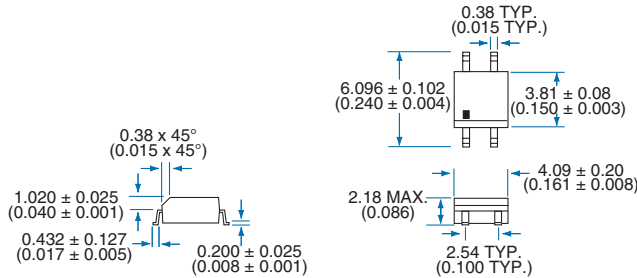 0.38 TYP.
(0.015 TYP.)
6.096 ± 0.102
(0.240 ± 0.004)
3.81 ± 0.08
(0.150 ± 0.003)
0.38 x 45°
(0.015 x 45°)
1.020 ± 0.025
(0.040 ± 0.001)
0.432 ± 0.127
(0.017 ± 0.005)
0.200 ± 0.025
(0.008 ± 0.001)
4.09 ± 0.20
(0.161 ± 0.008)
2.18 MAX.
(0.086)
2.54 TYP.
(0.100 TYP.)